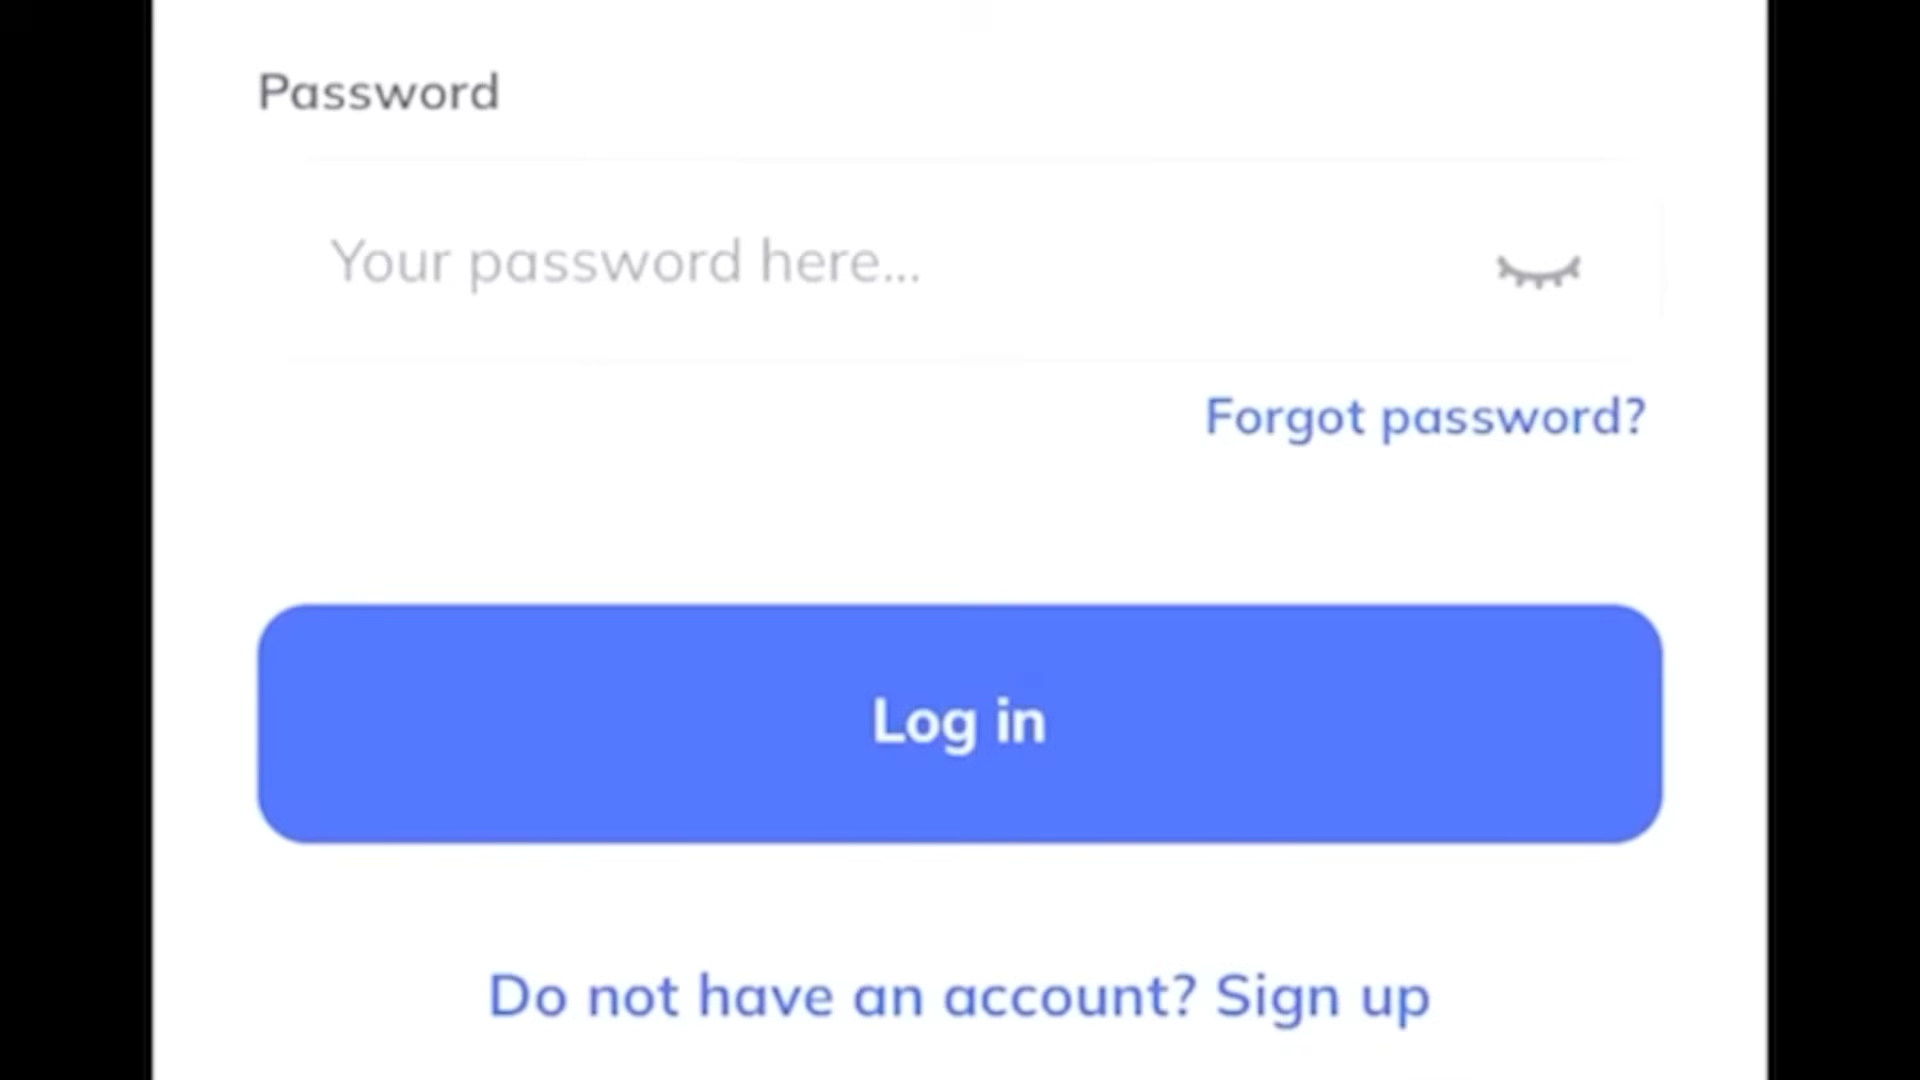 Password
Your password here...
Forgot password?
Log in
Do not have an account? Sign up